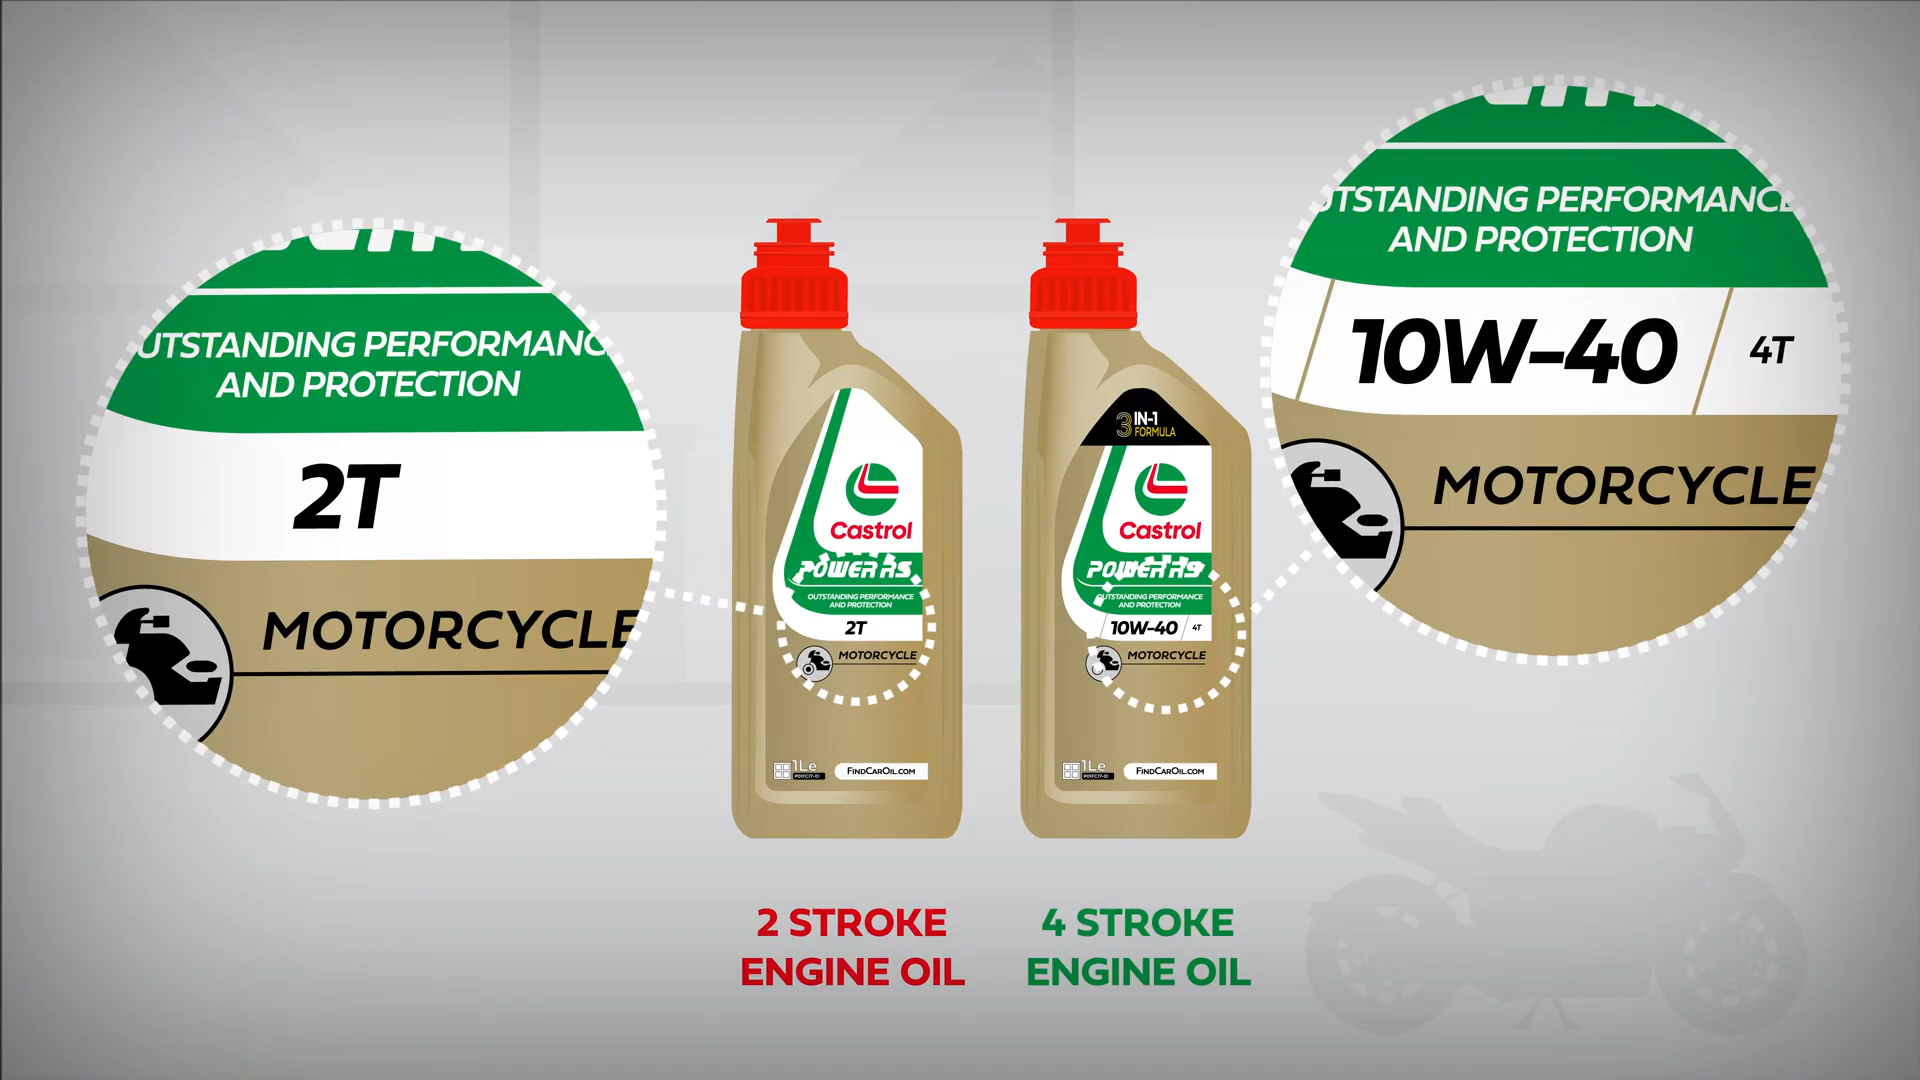 UTSTANDING PERFORMANC
AND PROTECTION
2T
MOTORCYCLE
Castrol
POWER RS
OUTSTANDING PERFORMANCE
AND PROTECTION
2T
MOTORCYCLE
1Le
FINDCAROIL.COM
2 STROKE
ENGINE OIL
3 IN-1
FORMULA
Castrol
POWER RS
OUTSTANDING PERFORMANCE
AND PROTECTION
10W-40 4T
MOTORCYCLE
1Le
FINDCAROIL.COM
4 STROKE
ENGINE OIL
UTSTANDING PERFORMANCE
AND PROTECTION
10W-40 4T
MOTORCYCLE